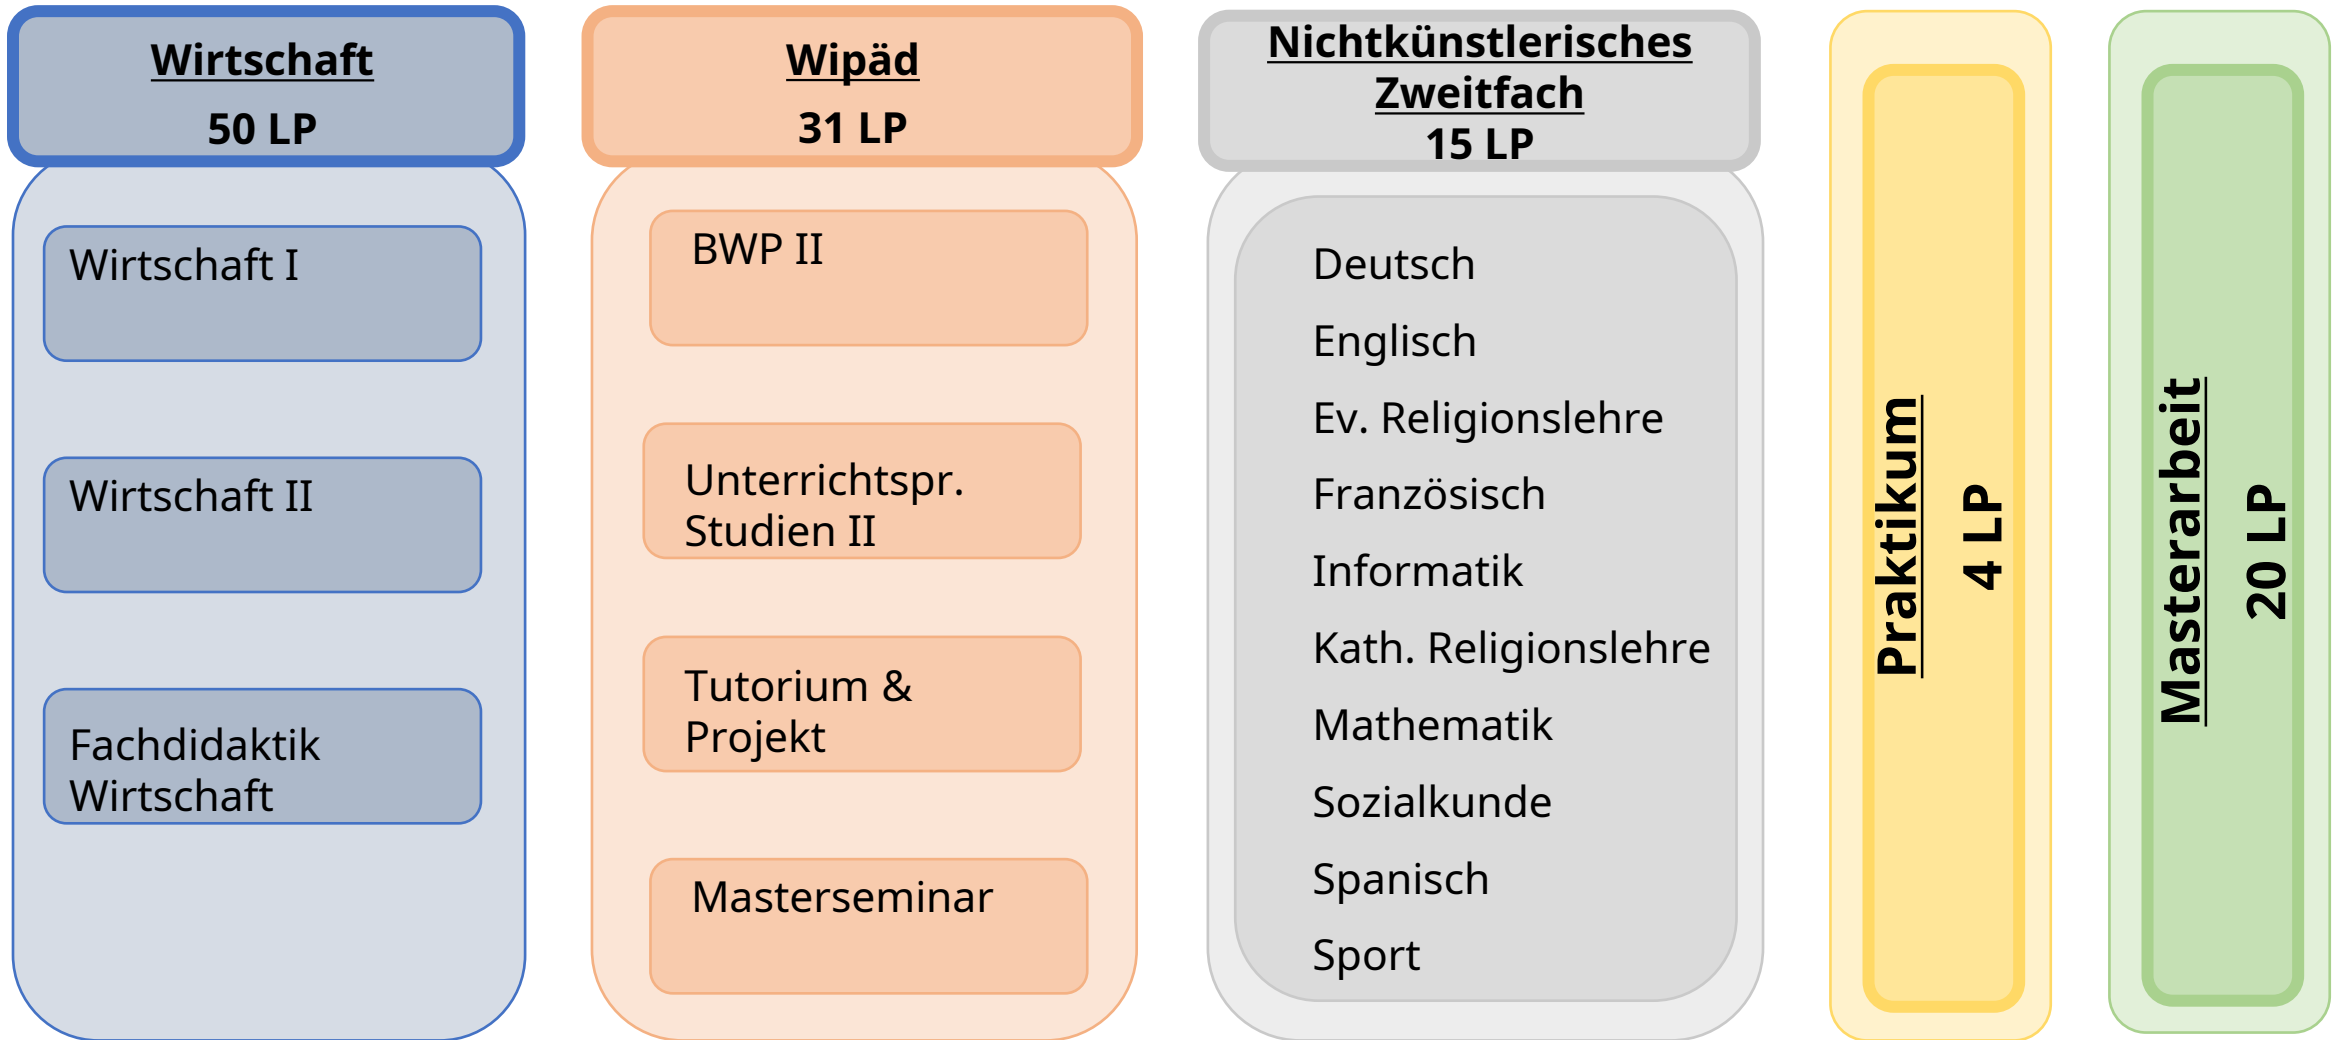 Wirtschaft
50 LP
Wirtschaft I
Wirtschaft II
Fachdidaktik
Wirtschaft
Wipäd
31 LP
BWP II
Unterrichtspr.
Studien II
Tutorium &
Projekt
Masterseminar
Nichtkünstlerisches
Zweitfach
15 LP
Deutsch
Englisch
Ev. Religionslehre
Französisch
Informatik
Kath. Religionslehre
Mathematik
Sozialkunde
Spanisch
Sport
Praktikum
4 LP
Masterarbeit
20 LP